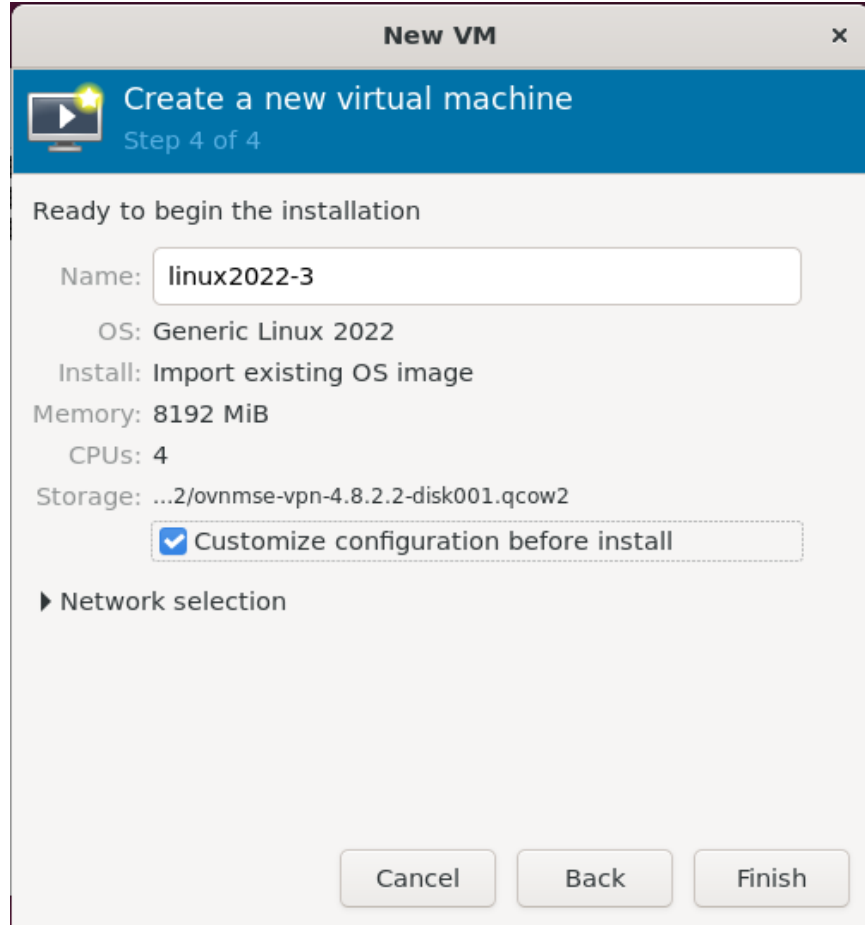 New VM
Create a new virtual machine
Step 4 of 4
Ready to begin the installation
Name: linux2022-3
OS: Generic Linux 2022
Install: Import existing OS image
Memory: 8192 MiB
CPUs: 4
Storage: ...2/ovnmse-vpn-4.8.2.2-disk001.qcow2
Customize configuration before install
Network selection
Cancel Back Finish